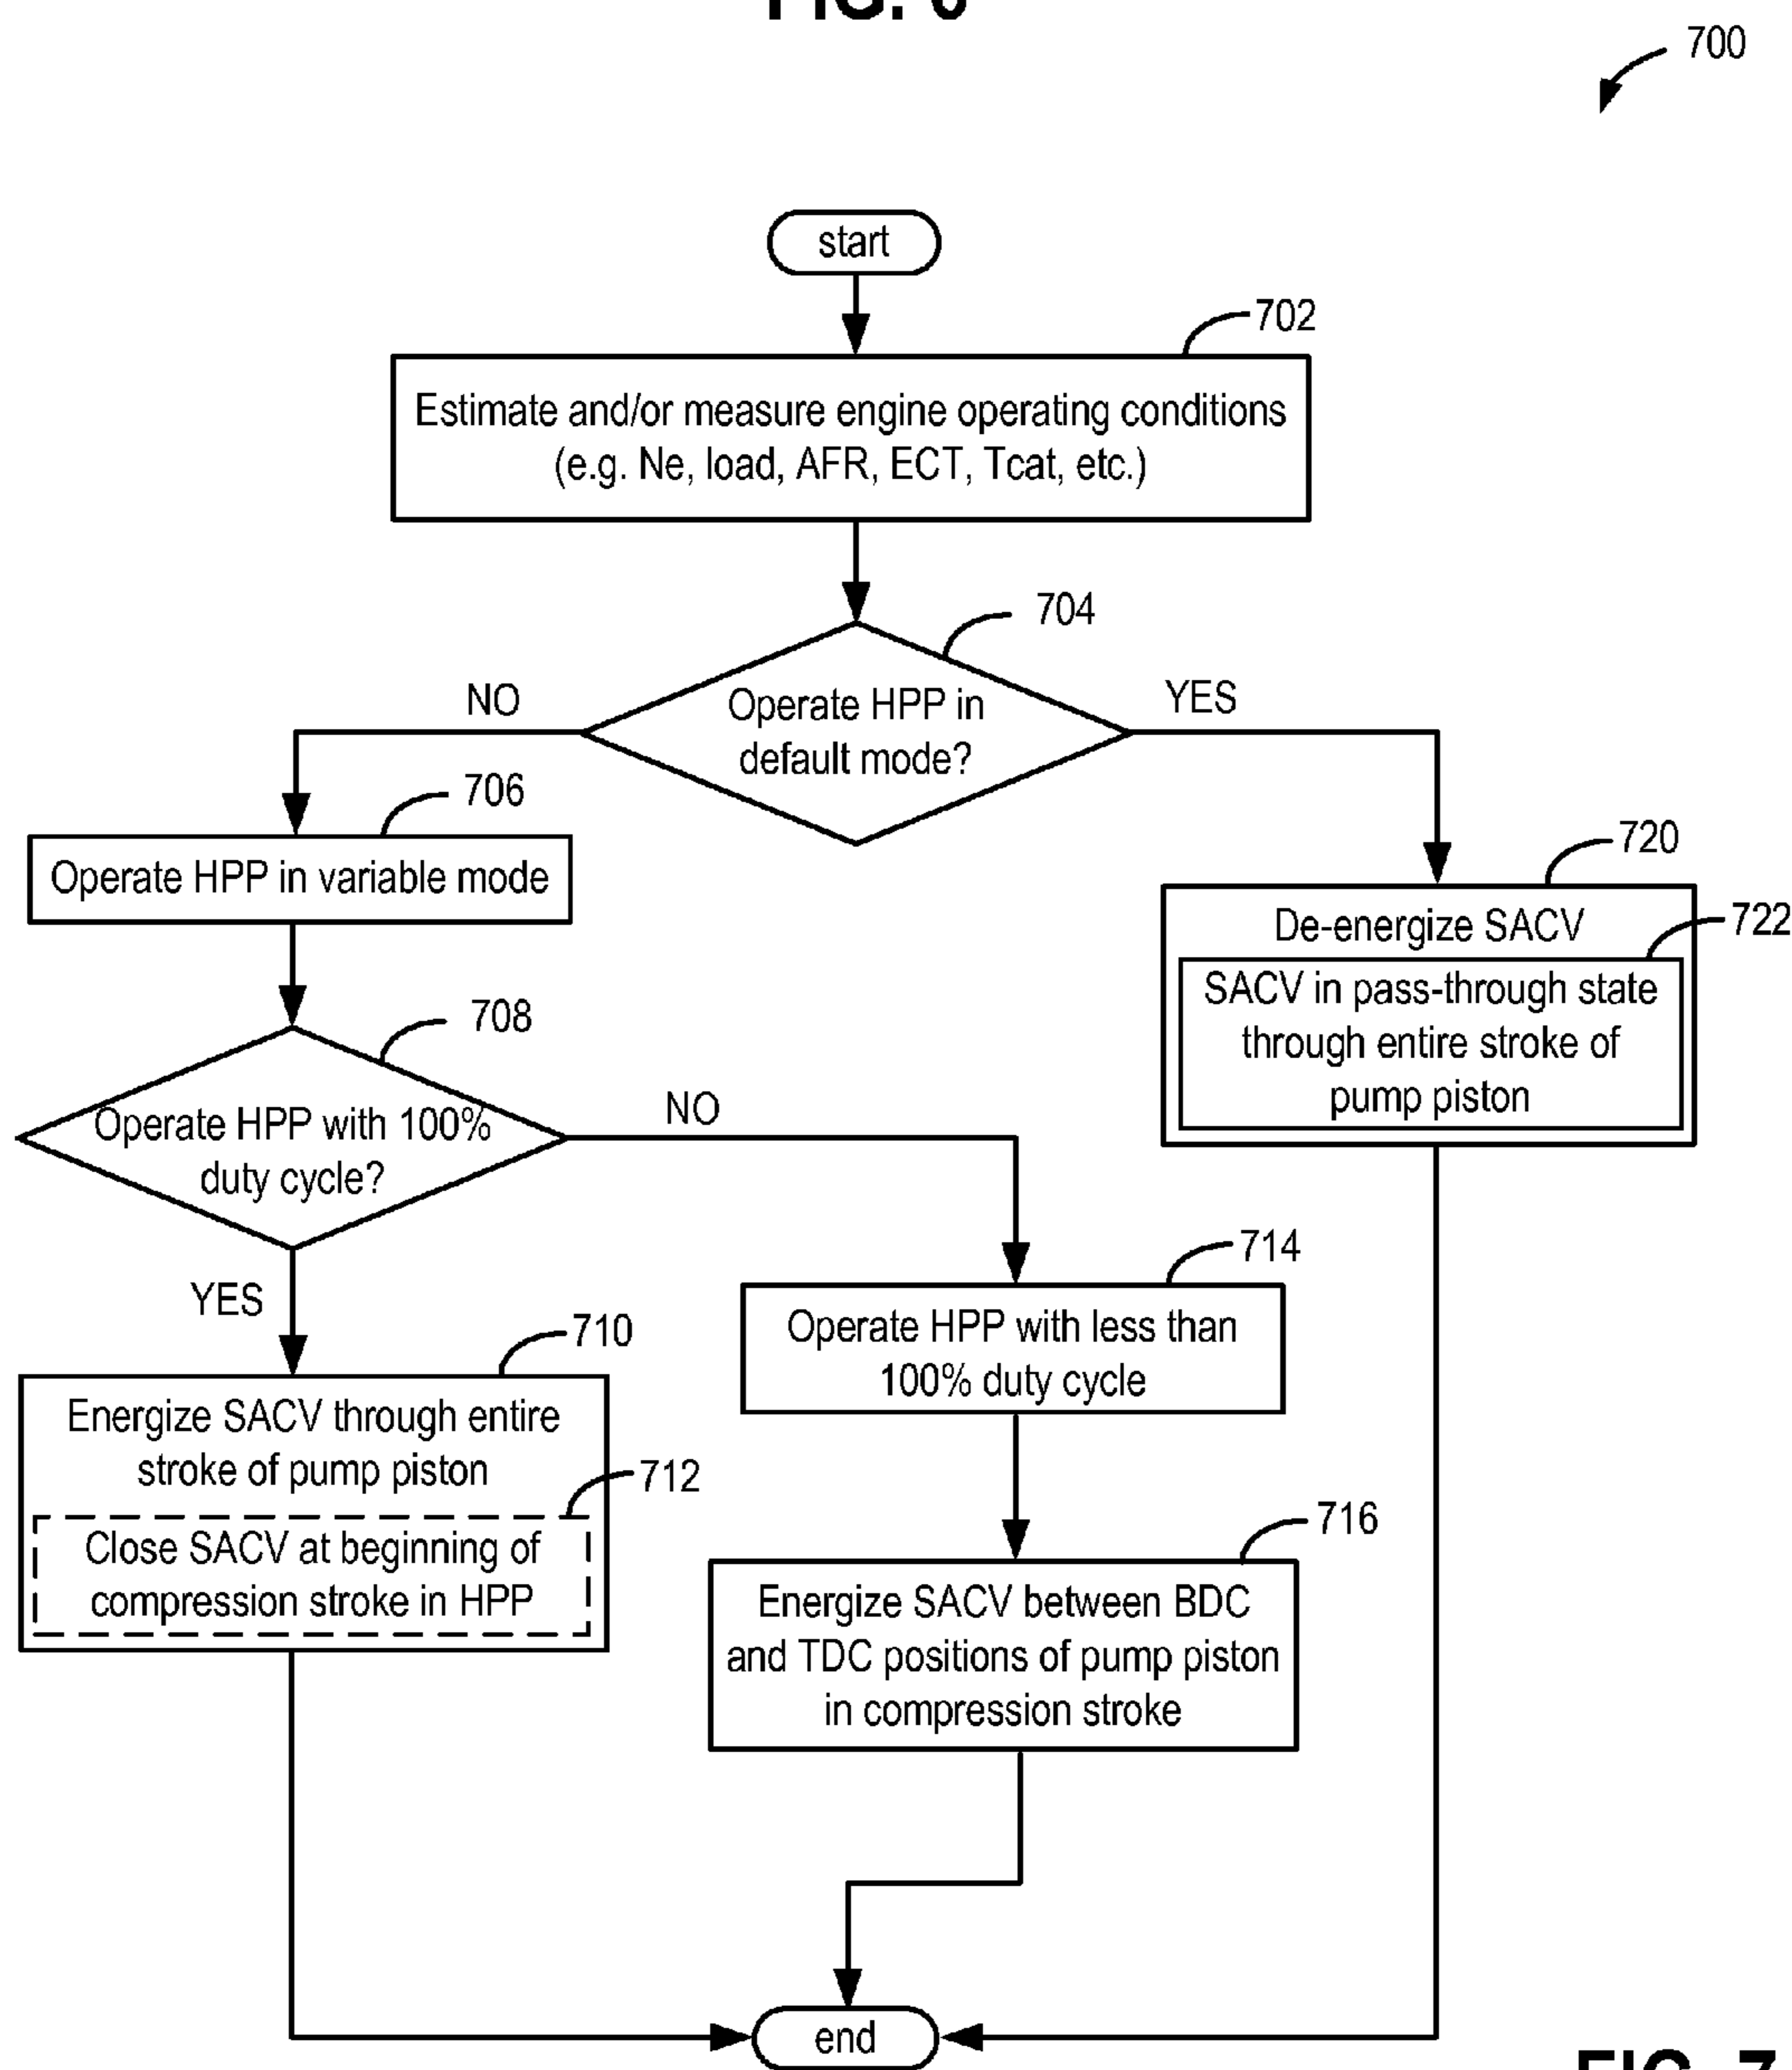 700
start
702
Estimate and/or measure engine operating conditions
(e.g. Ne, load, AFR, ECT, Tcat, etc.)
704
Operate HPP in
default mode?
NO
YES
706
Operate HPP in variable mode
720
De-energize SACV
722
SACV in pass-through state
through entire stroke of
pump piston
708
Operate HPP with 100%
duty cycle?
NO
YES
714
Operate HPP with less than
100% duty cycle
710
Energize SACV through entire
stroke of pump piston
712
Close SACV at beginning of
compression stroke in HPP
716
Energize SACV between BDC
and TDC positions of pump piston
in compression stroke
end